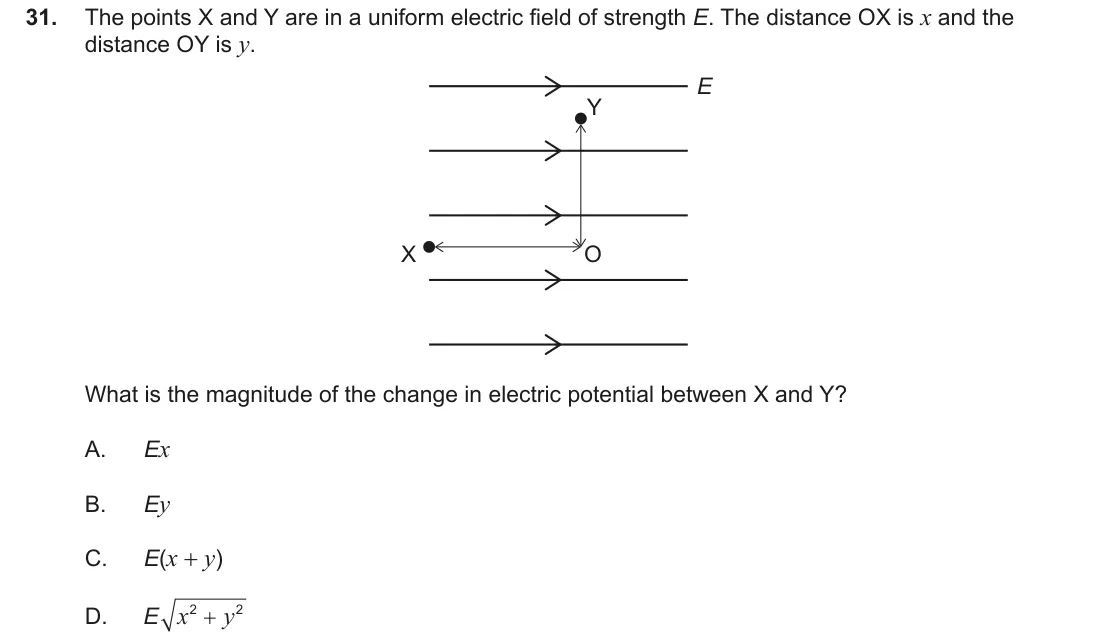 31. The points X and Y are in a uniform electric field of strength E. The distance OX is x and the
distance OY is y.
E
Y
X
O
What is the magnitude of the change in electric potential between X and Y?
A. Ex
B. Ey
C. E(x + y)
D. E√(x² + y²)